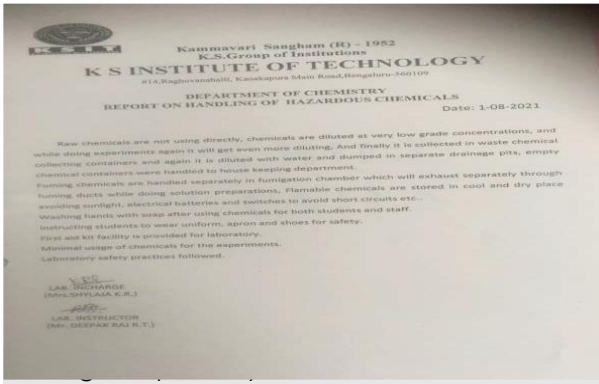 K S I T
Kammavari Sangham (R) - 1952
K.S.Group of Institutions
K S INSTITUTE OF TECHNOLOGY
#14,Raghuvanahalli, Kanakapura Main Road,Bengaluru-560109
DEPARTMENT OF CHEMISTRY
REPORT ON HANDLING OF HAZARDOUS CHEMICALS
Date: 1-08-2021
Raw chemicals are not using directly, chemicals are diluted at very low grade concentrations, and
while doing experiments again it will get even more diluting, And finally it is collected in waste chemical
collecting containers and again it is diluted with water and dumped in separate drainage pits, empty
chemical containers were handled to house keeping department.
Fuming chemicals are handled separately in fumigation chamber which will exhaust separately through
fuming ducts while doing solution preparations, Flamable chemicals are stored in cool and dry place
avoiding sunlight, electrical batteries and switches to avoid short circuits etc..
Washing hands with soap after using chemicals for both students and staff.
Instructing students to wear uniform, apron and shoes for safety.
First aid kit facility is provided for laboratory.
Minimal usage of chemicals for the experiments.
Laboratory safety practices followed.
LAB. INCHARGE
(Mrs.SHYLAJA K.R.)
LAB. INSTRUCTOR
(Mr. DEEPAK RAJ R.T.)